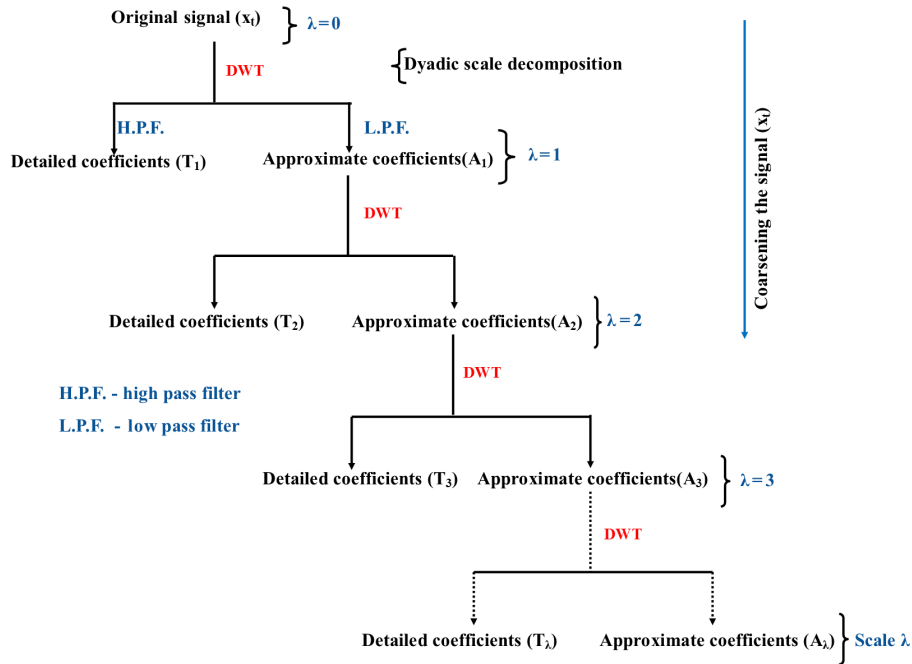 Original signal (xₜ)
λ=0
DWT
Dyadic scale decomposition
H.P.F.
L.P.F.
Detailed coefficients (T₁)
Approximate coefficients(A₁)
λ=1
DWT
Coarsening the signal (xₜ)
Detailed coefficients (T₂)
Approximate coefficients(A₂)
λ=2
DWT
H.P.F. - high pass filter
L.P.F. - low pass filter
Detailed coefficients (T₃)
Approximate coefficients(A₃)
λ=3
DWT
Detailed coefficients (T_λ)
Approximate coefficients (A_λ)
Scale λ